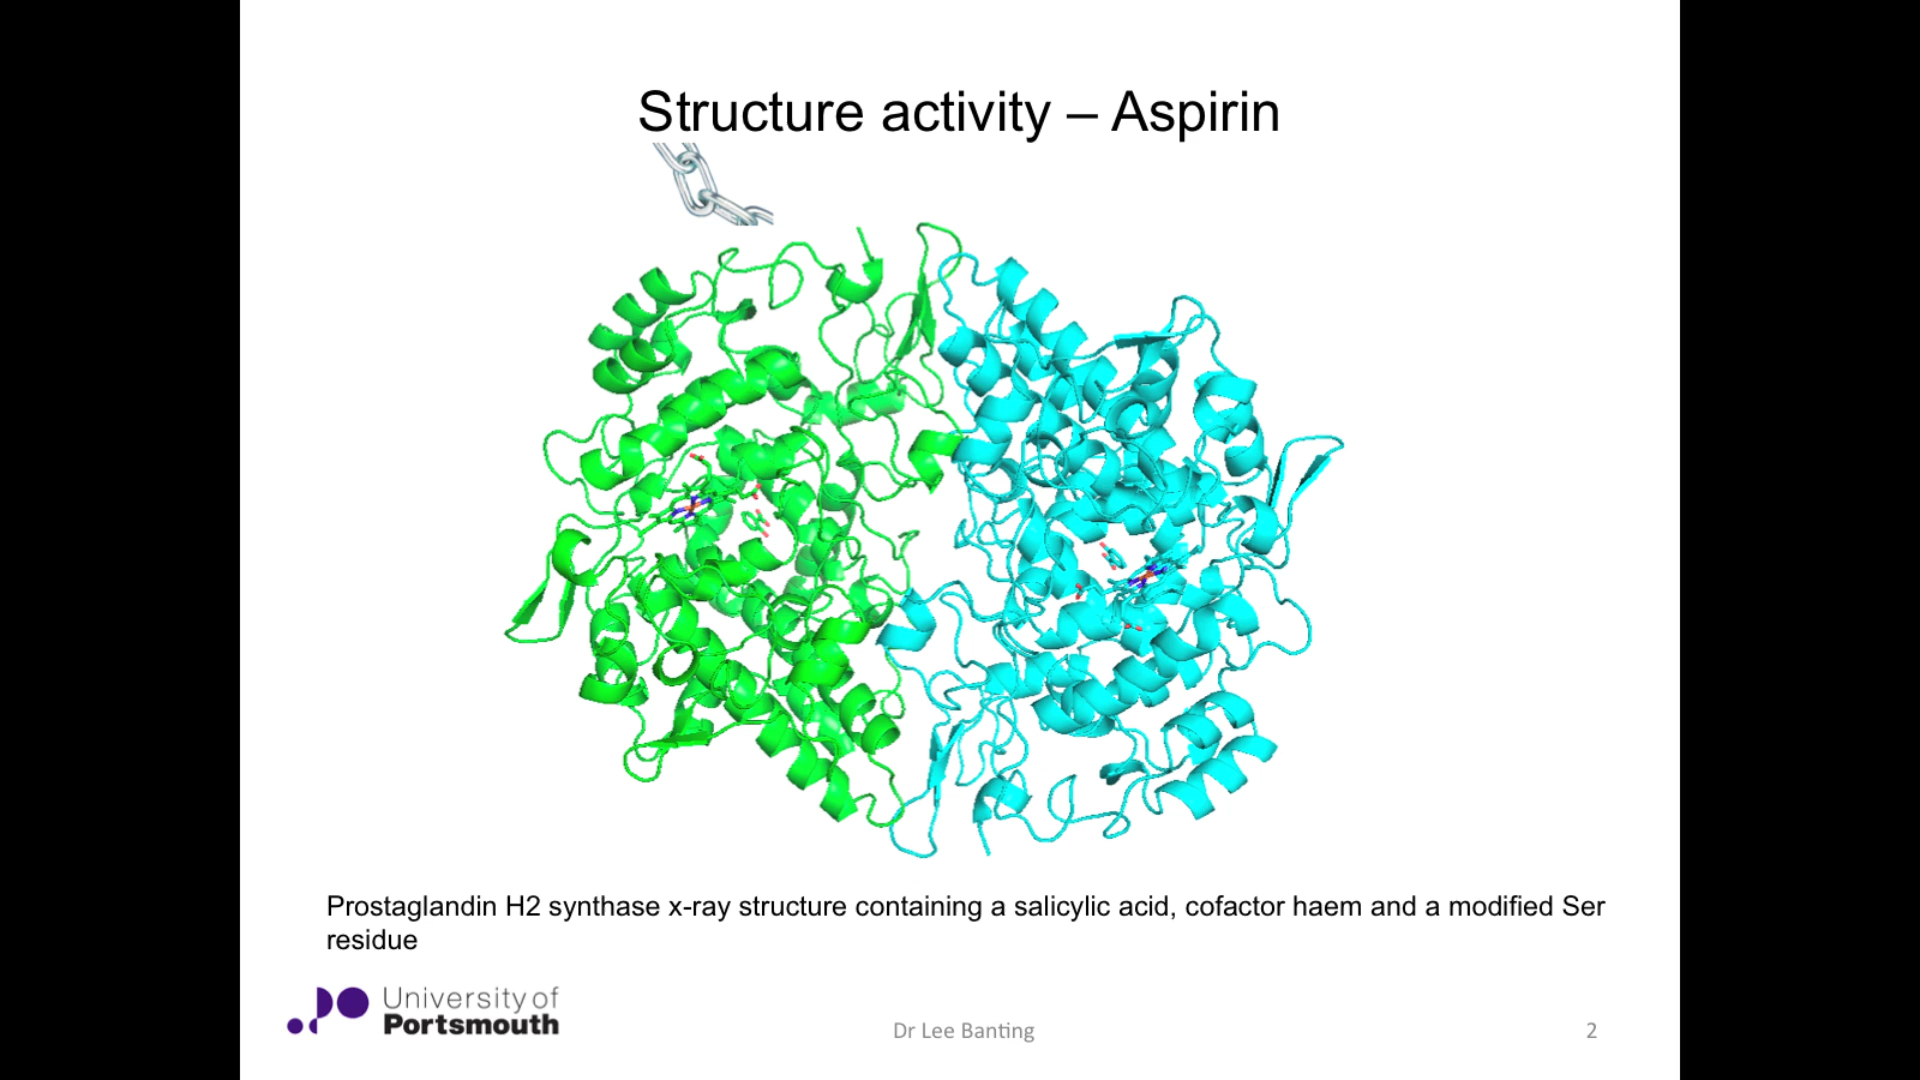 Structure activity – Aspirin
Prostaglandin H2 synthase x-ray structure containing a salicylic acid, cofactor haem and a modified Ser
residue
University of
Portsmouth
Dr Lee Banting
2